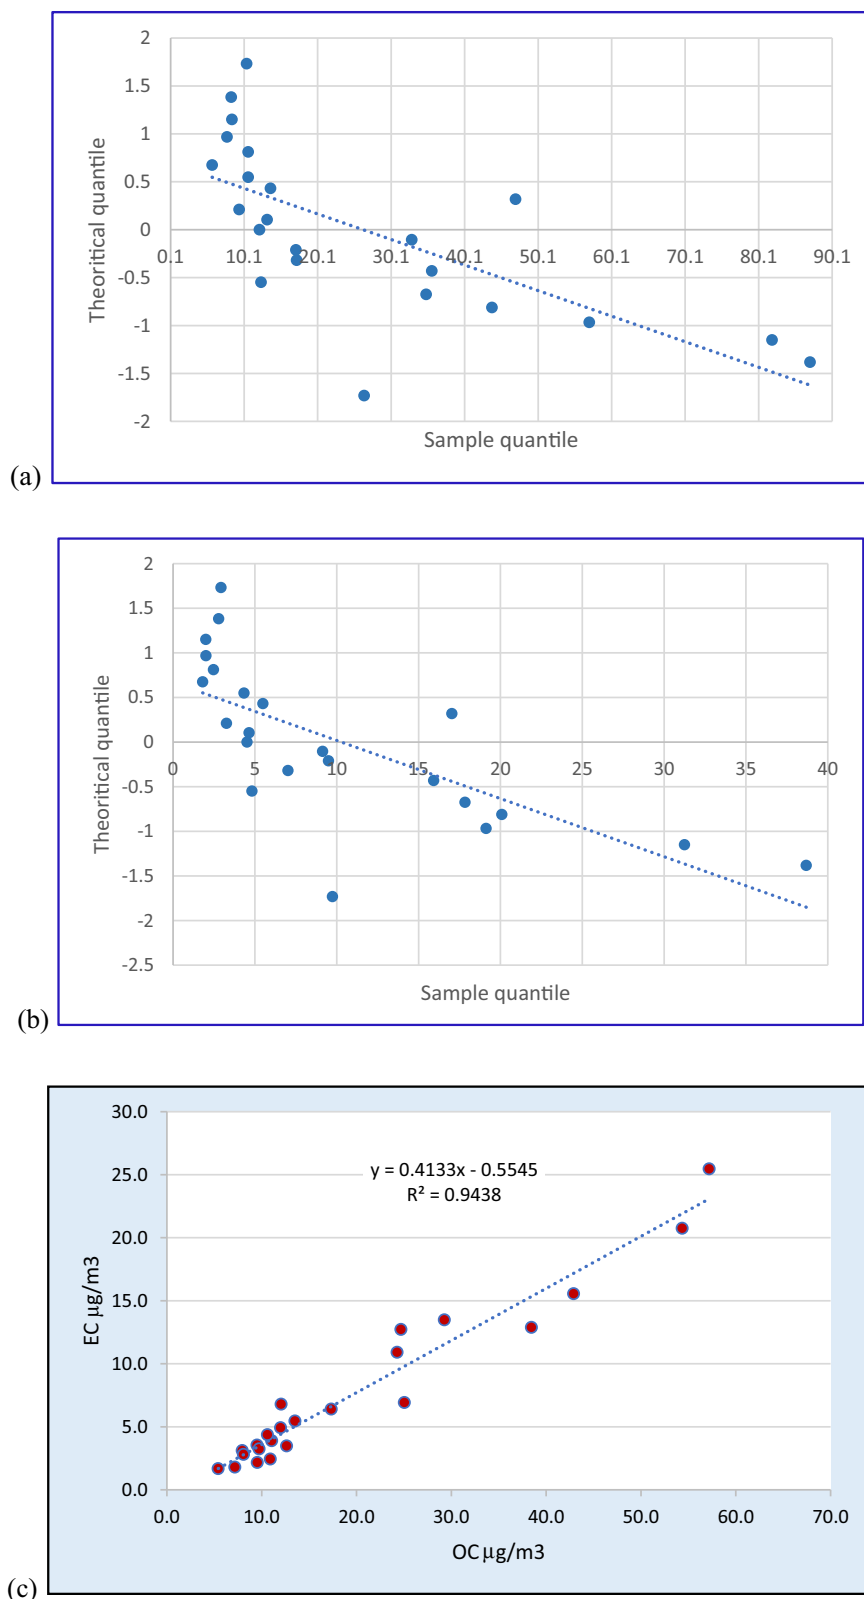 2
1.5
1
0.5
0
-0.5
-1
-1.5
-2
0.1 10.1 20.1 30.1 40.1 50.1 60.1 70.1 80.1 90.1
Theoritical quantile
Sample quantile
(a)
2
1.5
1
0.5
0
-0.5
-1
-1.5
-2
-2.5
0 5 10 15 20 25 30 35 40
Theoritical quantile
Sample quantile
(b)
30.0
25.0
20.0
15.0
10.0
5.0
0.0
y = 0.4133x - 0.5545
R² = 0.9438
EC µg/m3
0.0 10.0 20.0 30.0 40.0 50.0 60.0 70.0
OC µg/m3
(c)